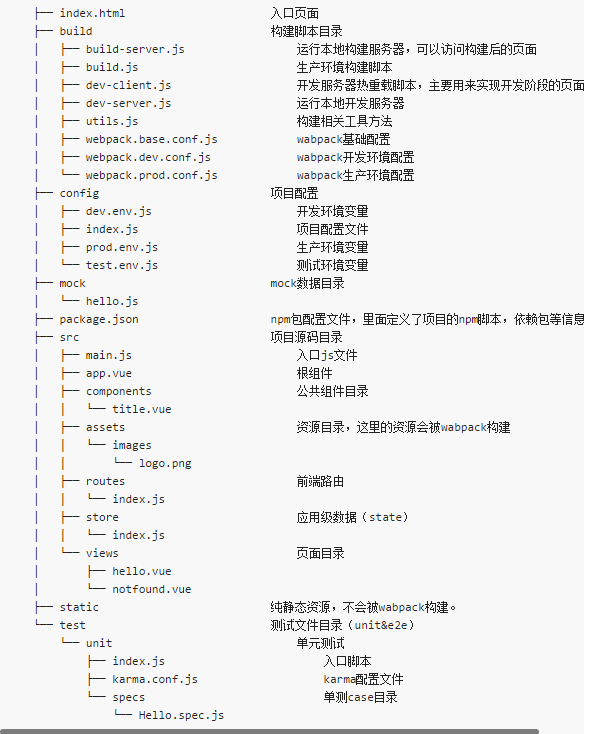 ├── index.html 入口页面
├── build 构建脚本目录
│ ├── build-server.js 运行本地构建服务器，可以访问构建后的页面
│ ├── build.js 生产环境构建脚本
│ ├── dev-client.js 开发服务器热重载脚本，主要用来实现开发阶段的页面
│ ├── dev-server.js 运行本地开发服务器
│ ├── utils.js 构建相关工具方法
│ ├── webpack.base.conf.js wabpack基础配置
│ ├── webpack.dev.conf.js wabpack开发环境配置
│ └── webpack.prod.conf.js wabpack生产环境配置
├── config 项目配置
│ ├── dev.env.js 开发环境变量
│ ├── index.js 项目配置文件
│ ├── prod.env.js 生产环境变量
│ └── test.env.js 测试环境变量
├── mock mock数据目录
│ └── hello.js
├── package.json npm包配置文件，里面定义了项目的npm脚本，依赖包等信息
├── src 项目源码目录
│ ├── main.js 入口js文件
│ ├── app.vue 根组件
│ ├── components 公共组件目录
│ │ └── title.vue
│ ├── assets 资源目录，这里的资源会被wabpack构建
│ │ └── images
│ │ └── logo.png
│ ├── routes 前端路由
│ │ └── index.js
│ ├── store 应用级数据（state）
│ │ └── index.js
│ └── views 页面目录
│ ├── hello.vue
│ └── notfound.vue
├── static 纯静态资源，不会被wabpack构建。
└── test 测试文件目录（unit&e2e）
└── unit 单元测试
├── index.js 入口脚本
├── karma.conf.js karma配置文件
└── specs 单测case目录
└── Hello.spec.js